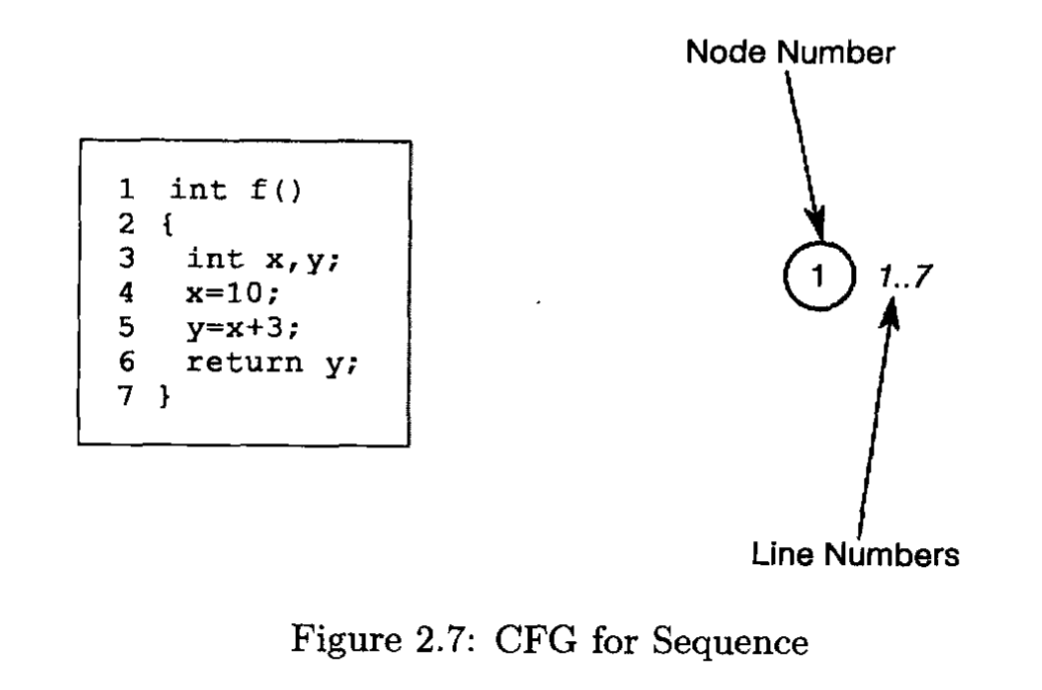 Node Number
1 int f()
2 {
3 int x,y;
4 x=10;
5 y=x+3;
6 return y;
7 }
1 1..7
Line Numbers
Figure 2.7: CFG for Sequence